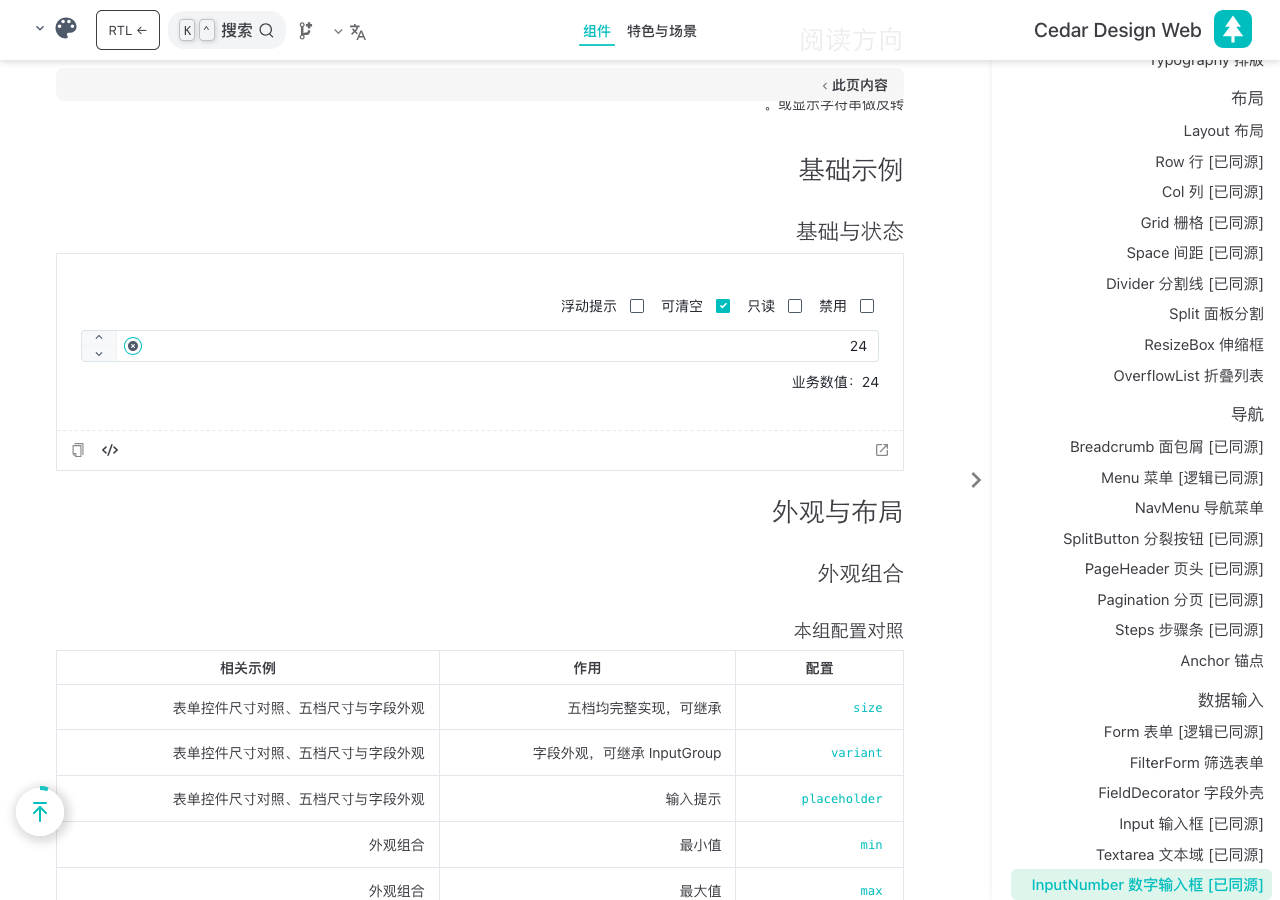 Cedar Design Web
组件
特色与场景
RTL ←
K ^ 搜索
阅读方向
此页内容
或显示字符串做反转。
基础示例
基础与状态
禁用
只读
可清空
浮动提示
24
业务数值：24
外观与布局
外观组合
本组配置对照
配置 作用 相关示例
size 五档均完整实现，可继承 表单控件尺寸对照、五档尺寸与字段外观
variant 字段外观，可继承 InputGroup 表单控件尺寸对照、五档尺寸与字段外观
placeholder 输入提示 表单控件尺寸对照、五档尺寸与字段外观
min 最小值 外观组合
max 最大值 外观组合
Typography 排版
布局
Layout 布局
Row 行 [已同源]
Col 列 [已同源]
Grid 栅格 [已同源]
Space 间距 [已同源]
Divider 分割线 [已同源]
Split 面板分割
ResizeBox 伸缩框
OverflowList 折叠列表
导航
Breadcrumb 面包屑 [已同源]
Menu 菜单 [逻辑已同源]
NavMenu 导航菜单
SplitButton 分裂按钮 [已同源]
PageHeader 页头 [已同源]
Pagination 分页 [已同源]
Steps 步骤条 [已同源]
Anchor 锚点
数据输入
Form 表单 [逻辑已同源]
FilterForm 筛选表单
FieldDecorator 字段外壳
Input 输入框 [已同源]
Textarea 文本域 [已同源]
InputNumber 数字输入框 [已同源]